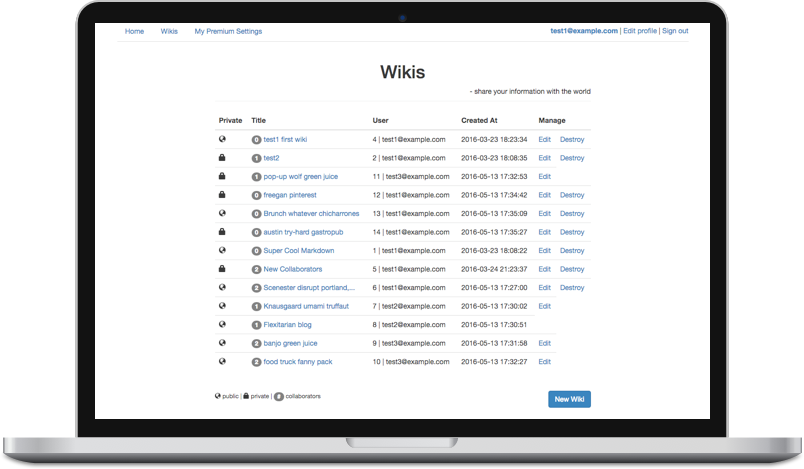 Home Wikis My Premium Settings test1@example.com | Edit profile | Sign out
Wikis
- share your information with the world
Private Title User Created At Manage
0 test1 first wiki 4 | test1@example.com 2016-03-23 18:23:34 Edit Destroy
1 test2 2 | test1@example.com 2016-03-23 18:08:35 Edit Destroy
1 pop-up wolf green juice 11 | test3@example.com 2016-05-13 17:32:53 Edit
0 freegan pinterest 12 | test1@example.com 2016-05-13 17:34:42 Edit Destroy
0 Brunch whatever chicharrones 13 | test1@example.com 2016-05-13 17:35:09 Edit Destroy
0 austin try-hard gastropub 14 | test1@example.com 2016-05-13 17:35:27 Edit Destroy
0 Super Cool Markdown 1 | test1@example.com 2016-03-23 18:08:22 Edit Destroy
2 New Collaborators 5 | test1@example.com 2016-03-24 21:23:37 Edit Destroy
2 Scenester disrupt portland,... 6 | test1@example.com 2016-05-13 17:27:00 Edit Destroy
1 Knausgaard umami truffaut 7 | test2@example.com 2016-05-13 17:30:02 Edit
1 Flexitarian blog 8 | test2@example.com 2016-05-13 17:30:51
2 banjo green juice 9 | test3@example.com 2016-05-13 17:31:58 Edit
2 food truck fanny pack 10 | test3@example.com 2016-05-13 17:32:27 Edit
public | private | # collaborators New Wiki